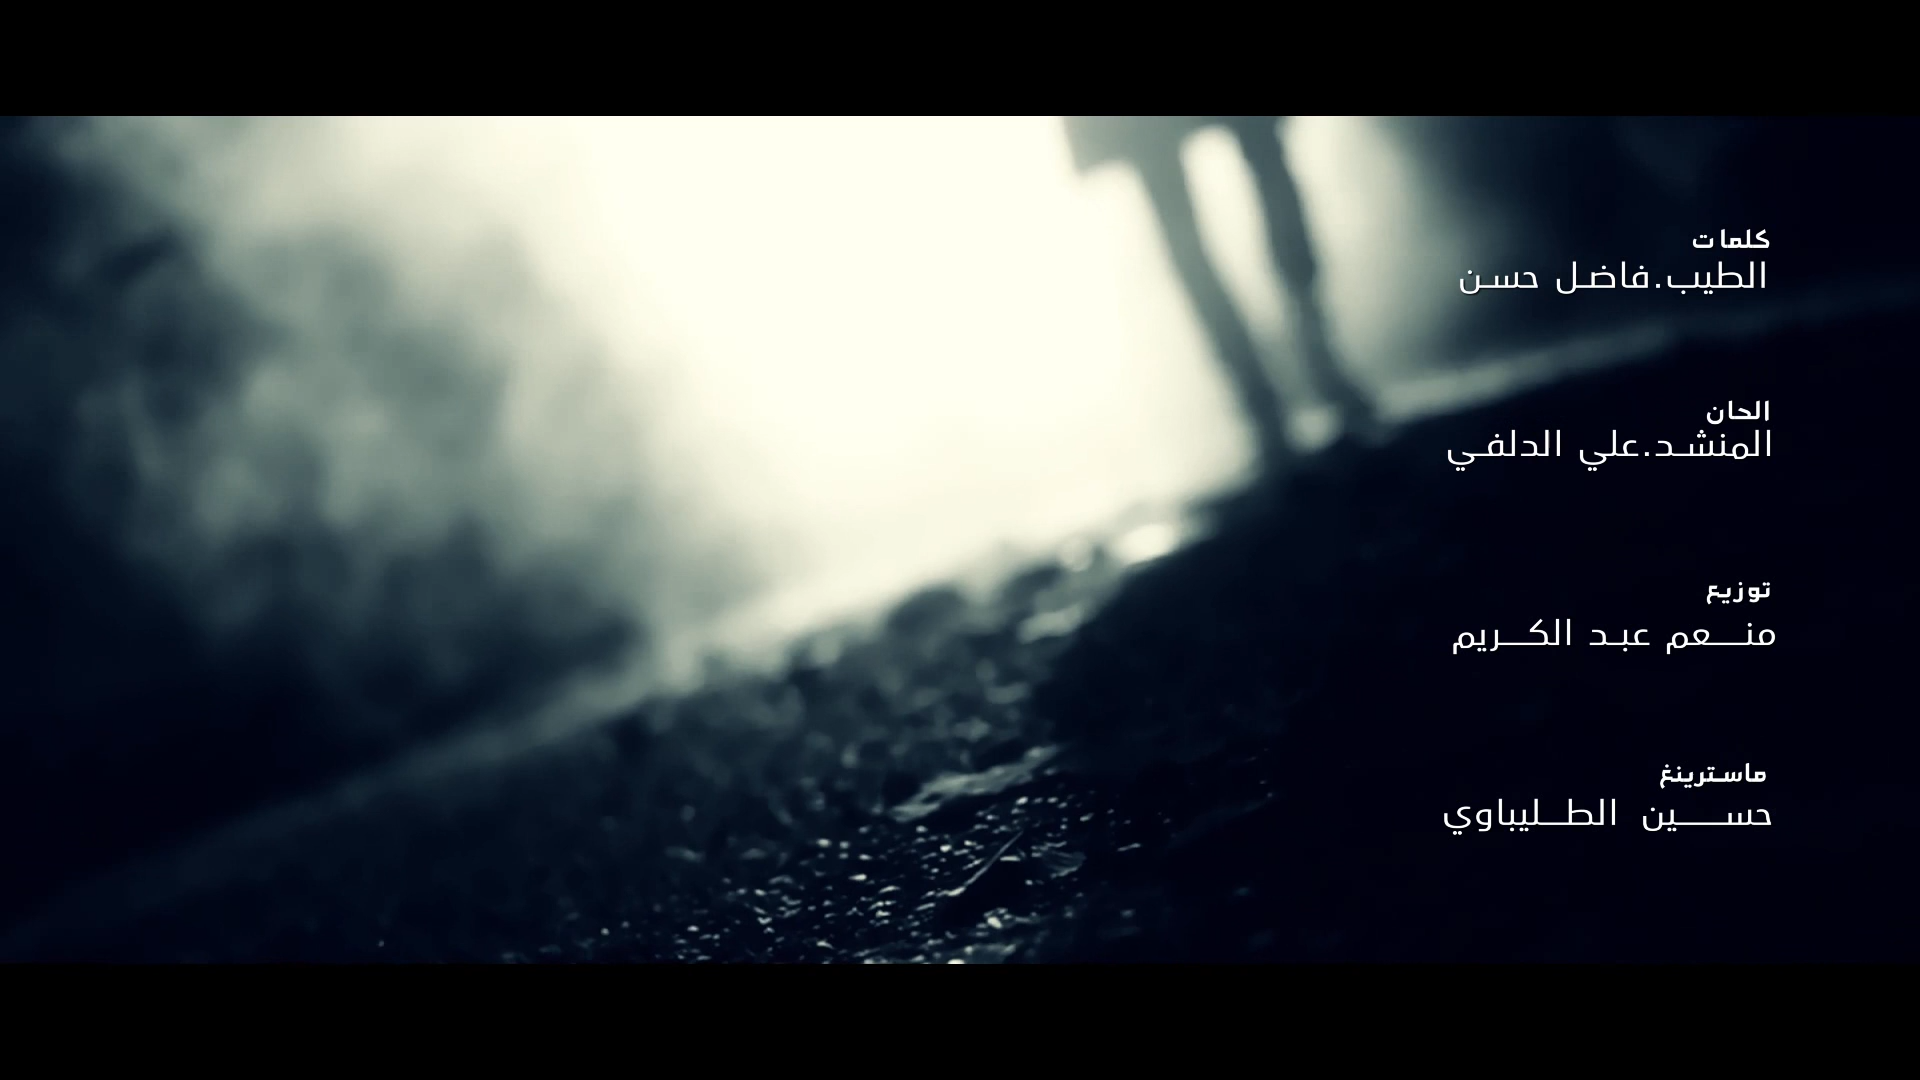 كلمات
الطيب.فاضل حسن
الحان
المنشد.علي الدلفي
توزيع
منـــعم عبد الكـــريم
ماسترينغ
حســـين الطـــليباوي